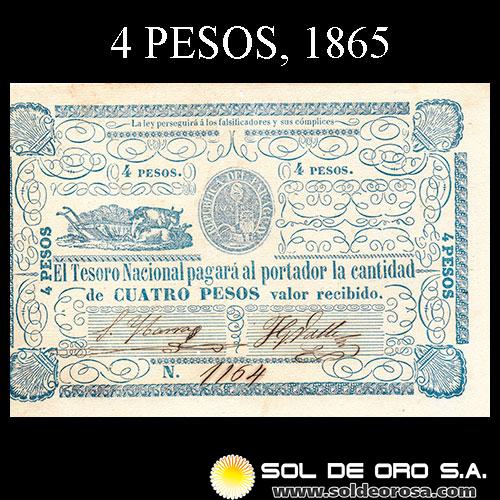 4 PESOS, 1865
La ley perseguirá á los falsificadores y sus cómplices
4 PESOS. 4 PESOS.
REPUBLICA DEL PARAGUAY
4 PESOS
4 PESOS
El Tesoro Nacional pagará al portador la cantidad
de CUATRO PESOS valor recibido.
N. 1164
SOL DE ORO S.A.
www.soldeorosa.com